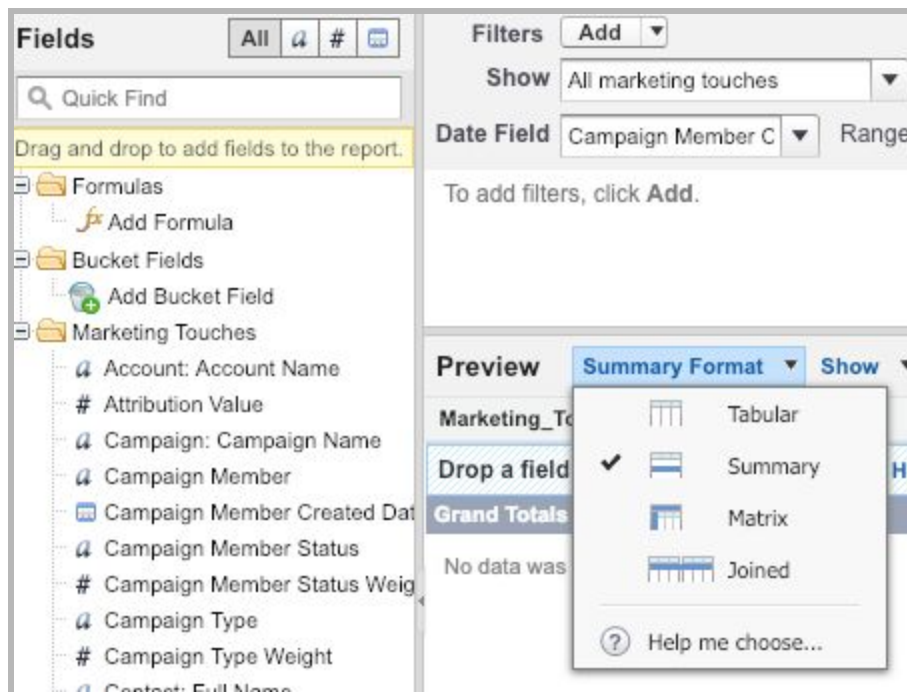 Fields
All a #
Quick Find
Drag and drop to add fields to the report.
Formulas
fx Add Formula
Bucket Fields
Add Bucket Field
Marketing Touches
a Account: Account Name
# Attribution Value
a Campaign: Campaign Name
a Campaign Member
Campaign Member Created Dat
a Campaign Member Status
# Campaign Member Status Weig
a Campaign Type
# Campaign Type Weight
a Contact: Full Name
Filters Add
Show All marketing touches
Date Field Campaign Member C Range
To add filters, click Add.
Preview Summary Format Show
Marketing_To
Drop a field H
Grand Totals
No data was
Tabular
Summary
Matrix
Joined
? Help me choose...